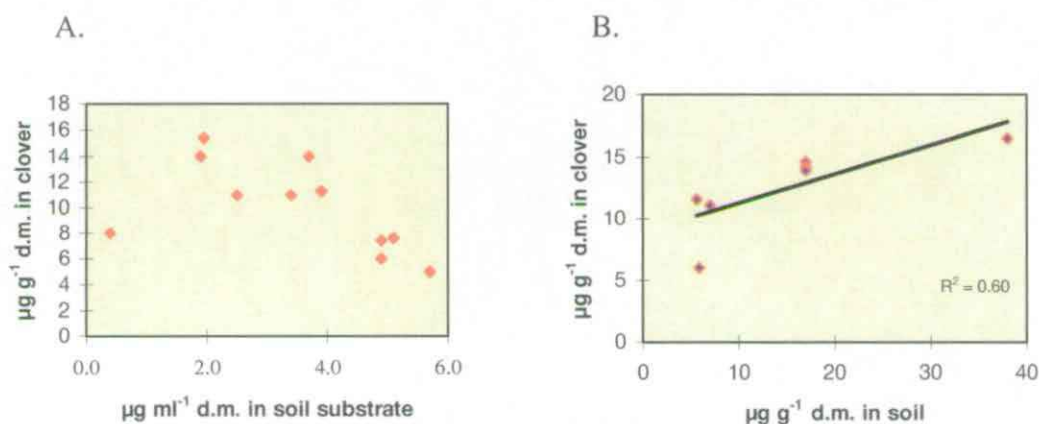 A.
B.
18
16
14
12
10
8
6
4
2
0
0.0 2.0 4.0 6.0
µg g⁻¹ d.m. in clover
µg ml⁻¹ d.m. in soil substrate
20
15
10
5
0
0 10 20 30 40
µg g⁻¹ d.m. in clover
R² = 0.60
µg g⁻¹ d.m. in soil